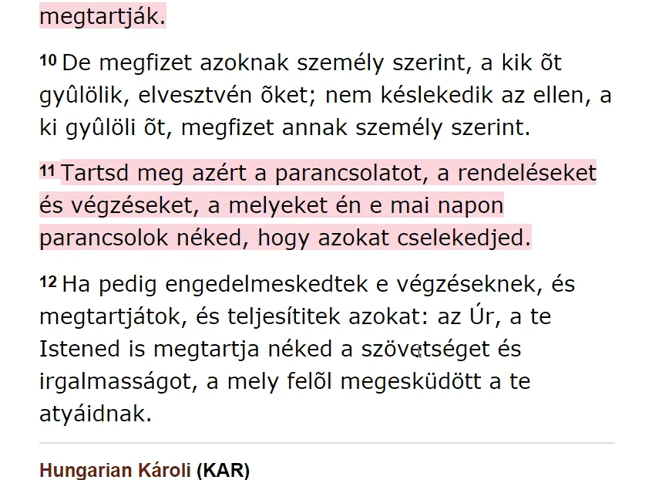 megtartják.
10 De megfizet azoknak személy szerint, a kik õt
gyûlölik, elvesztvén õket; nem késlekedik az ellen, a
ki gyûlöli õt, megfizet annak személy szerint.
11 Tartsd meg azért a parancsolatot, a rendeléseket
és végzéseket, a melyeket én e mai napon
parancsolok néked, hogy azokat cselekedjed.
12 Ha pedig engedelmeskedtek e végzéseknek, és
megtartjátok, és teljesítitek azokat: az Úr, a te
Istened is megtartja néked a szövetséget és
irgalmasságot, a mely felõl megesküdött a te
atyáidnak.
Hungarian Károli (KAR)